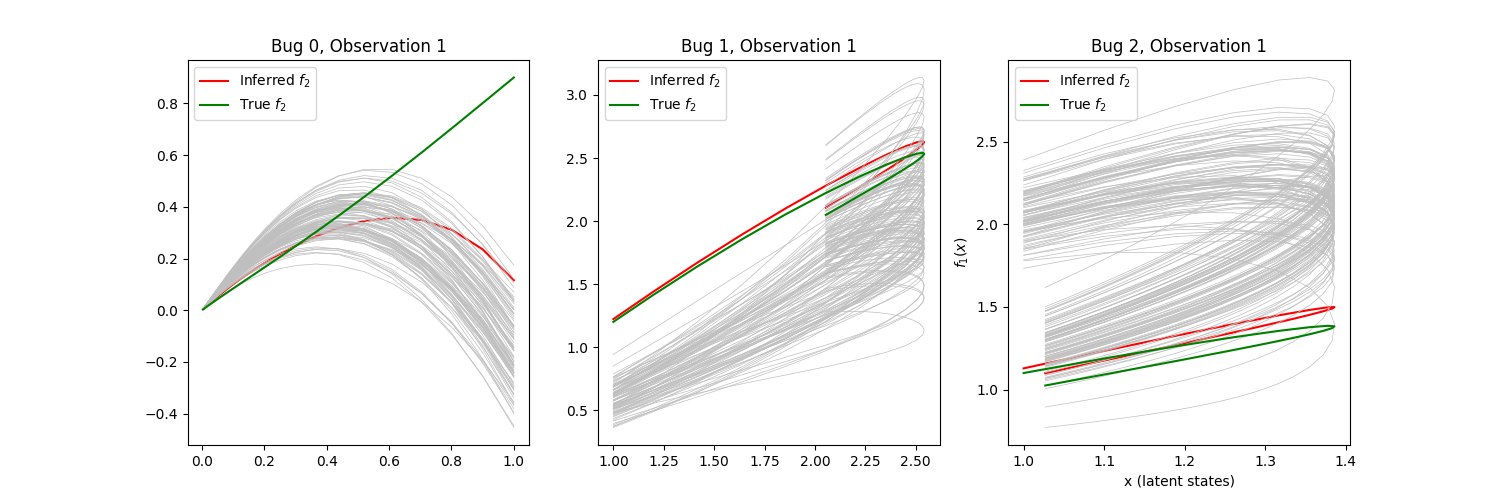 Bug 0, Observation 1
Inferred f₂
True f₂
0.8
0.6
0.4
0.2
0.0
−0.2
−0.4
0.0 0.2 0.4 0.6 0.8 1.0
Bug 1, Observation 1
Inferred f₂
True f₂
3.0
2.5
2.0
1.5
1.0
0.5
1.00 1.25 1.50 1.75 2.00 2.25 2.50
Bug 2, Observation 1
Inferred f₂
True f₂
f₁(x)
2.5
2.0
1.5
1.0
1.0 1.1 1.2 1.3 1.4
x (latent states)